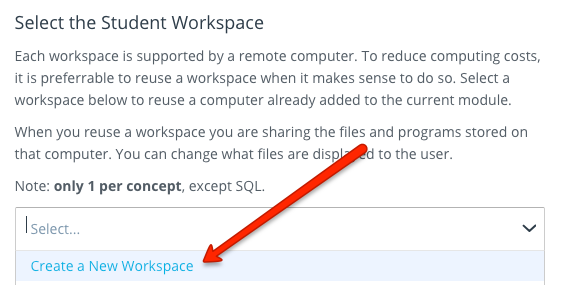 Select the Student Workspace
Each workspace is supported by a remote computer. To reduce computing costs,
it is preferrable to reuse a workspace when it makes sense to do so. Select a
workspace below to reuse a computer already added to the current module.
When you reuse a workspace you are sharing the files and programs stored on
that computer. You can change what files are displayed to the user.
Note: only 1 per concept, except SQL.
Select...
Create a New Workspace